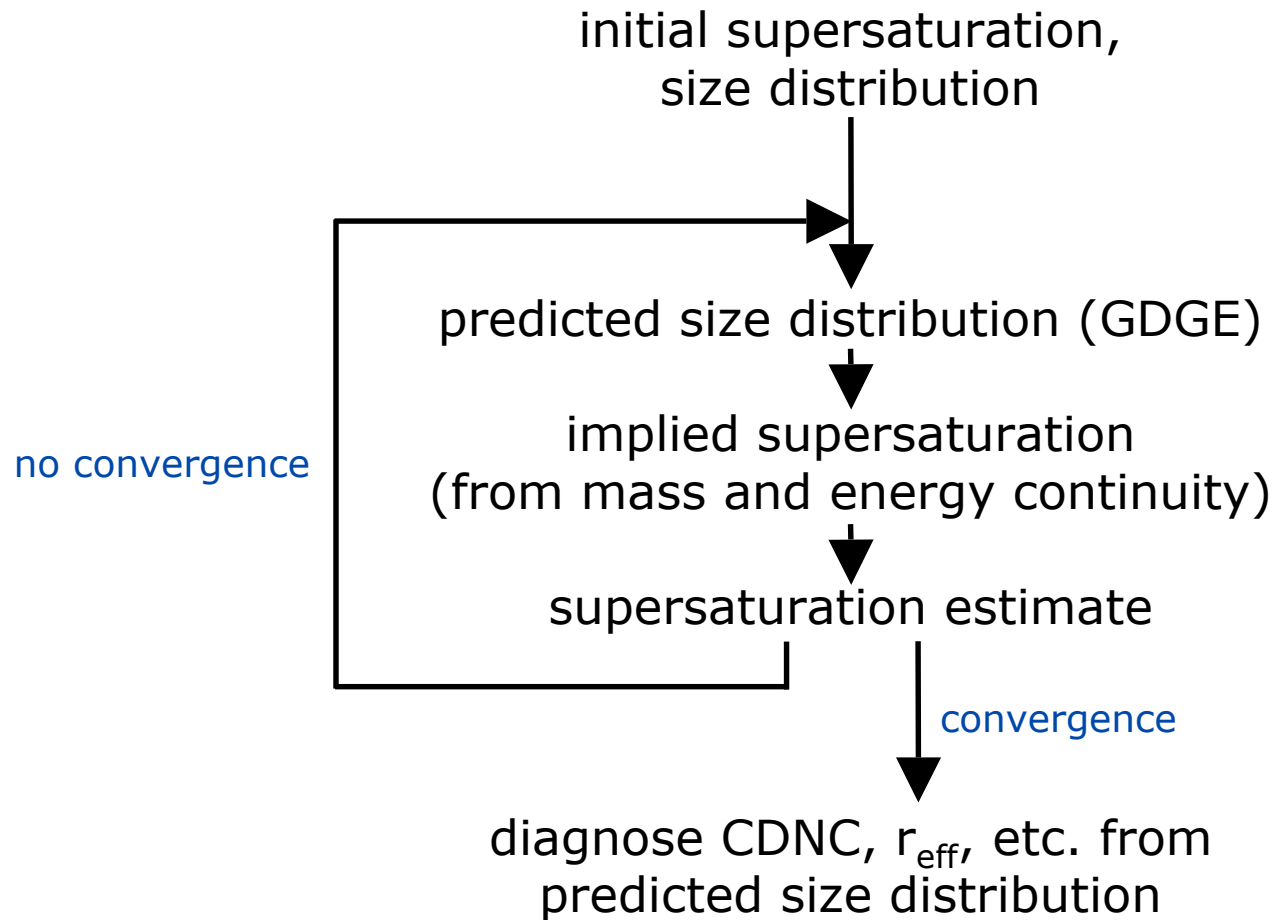 initial supersaturation,
size distribution
predicted size distribution (GDGE)
implied supersaturation
(from mass and energy continuity)
no convergence
supersaturation estimate
convergence
diagnose CDNC, r_eff, etc. from
predicted size distribution